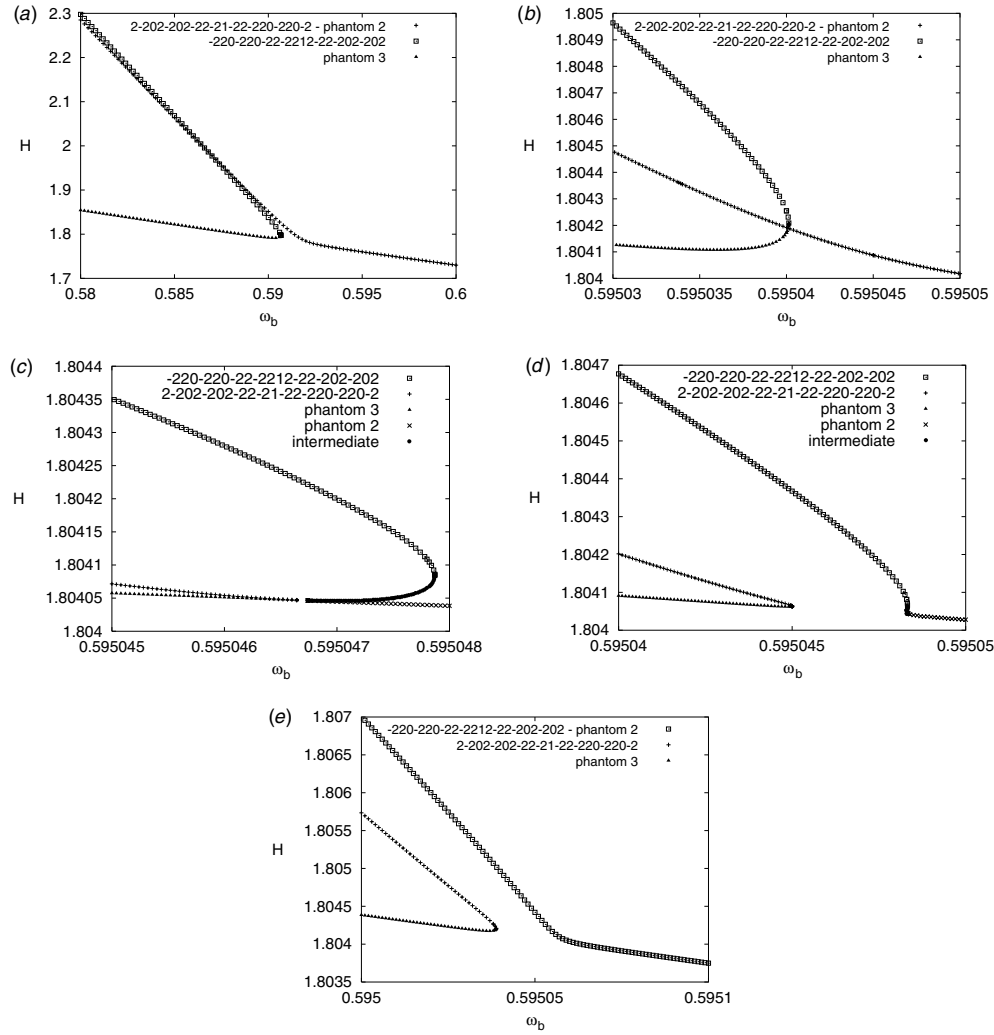 (a)
2-202-202-22-21-22-220-220-2 - phantom 2
-220-220-22-2212-22-202-202
phantom 3
2.3
2.2
2.1
2
1.9
1.8
1.7
H
0.58
0.585
0.59
0.595
0.6
ω_b
(b)
2-202-202-22-21-22-220-220-2 - phantom 2
-220-220-22-2212-22-202-202
phantom 3
1.805
1.8049
1.8048
1.8047
1.8046
1.8045
1.8044
1.8043
1.8042
1.8041
1.804
H
0.59503
0.595035
0.59504
0.595045
0.59505
ω_b
(c)
-220-220-22-2212-22-202-202
2-202-202-22-21-22-220-220-2
phantom 3
phantom 2
intermediate
1.8044
1.80435
1.8043
1.80425
1.8042
1.80415
1.8041
1.80405
1.804
H
0.595045
0.595046
0.595047
0.595048
ω_b
(d)
-220-220-22-2212-22-202-202
2-202-202-22-21-22-220-220-2
phantom 3
phantom 2
intermediate
1.8047
1.8046
1.8045
1.8044
1.8043
1.8042
1.8041
1.804
H
0.59504
0.595045
0.59505
ω_b
(e)
-220-220-22-2212-22-202-202 - phantom 2
2-202-202-22-21-22-220-220-2
phantom 3
1.807
1.8065
1.806
1.8055
1.805
1.8045
1.804
1.8035
H
0.595
0.59505
0.5951
ω_b